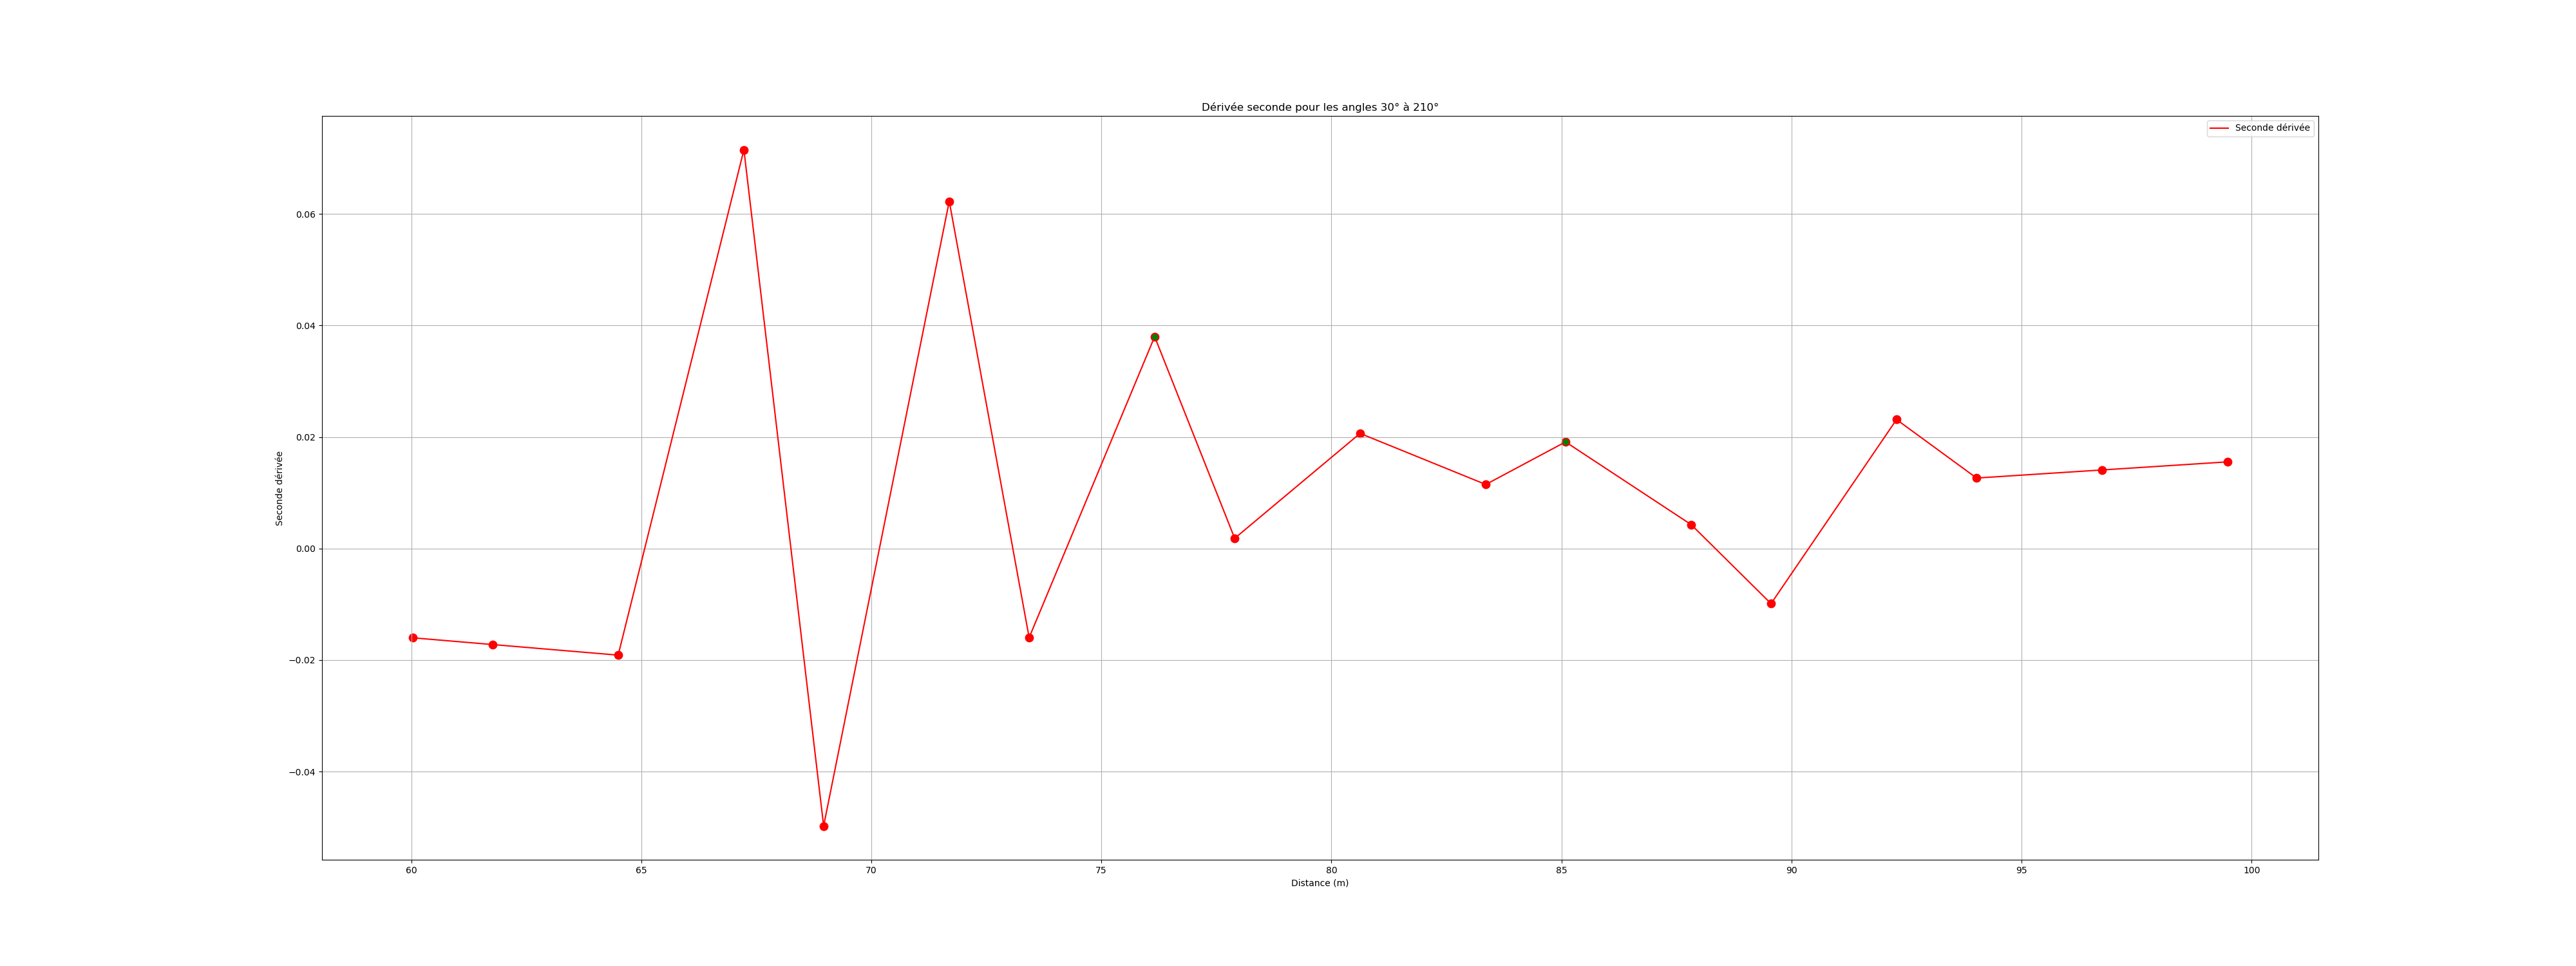 Dérivée seconde pour les angles 30° à 210°
Seconde dérivée
0.06
0.04
0.02
0.00
−0.02
−0.04
Seconde dérivée
60 65 70 75 80 85 90 95 100
Distance (m)